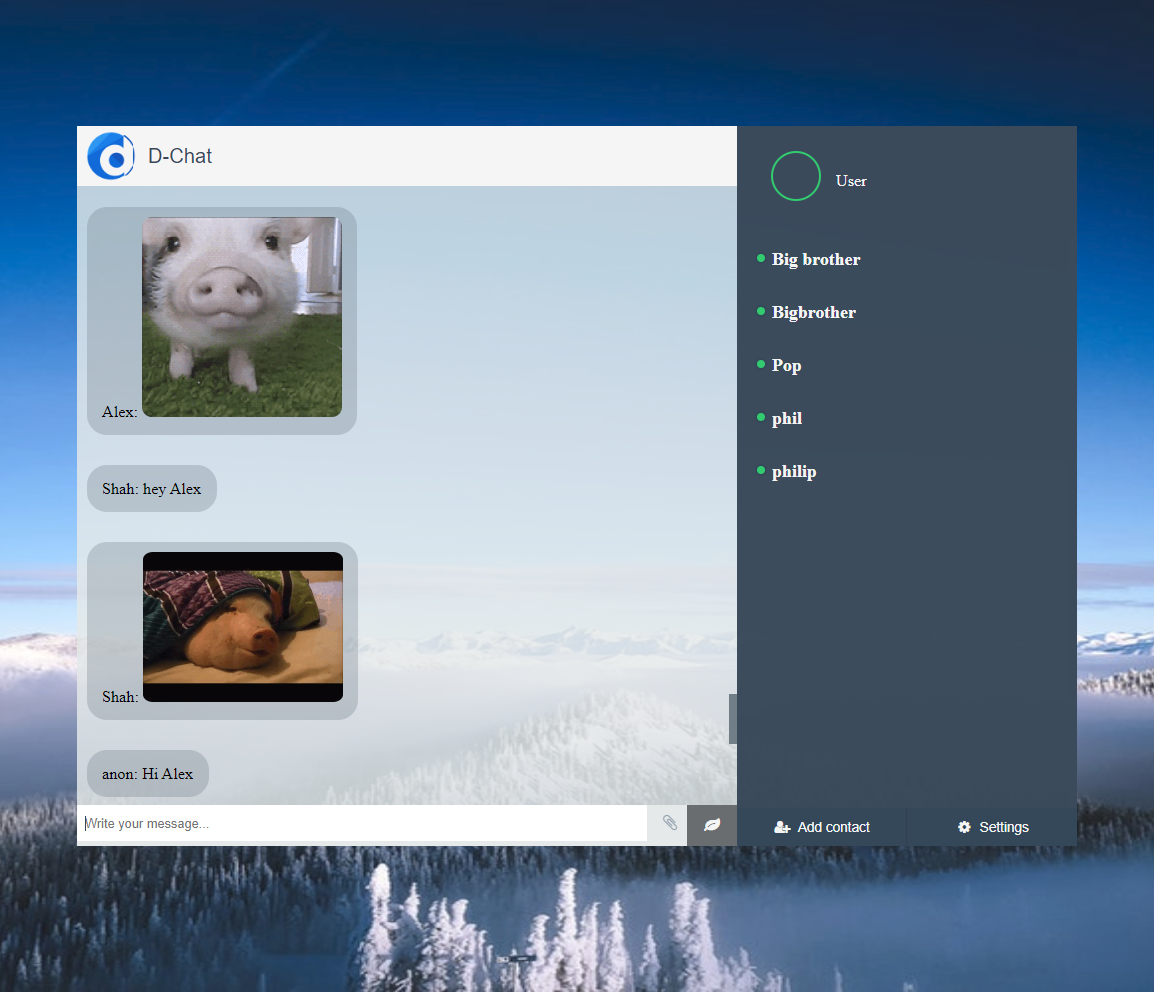 D-Chat
Alex:
Shah: hey Alex
Shah:
anon: Hi Alex
Write your message...
User
Big brother
Bigbrother
Pop
phil
philip
Add contact
Settings